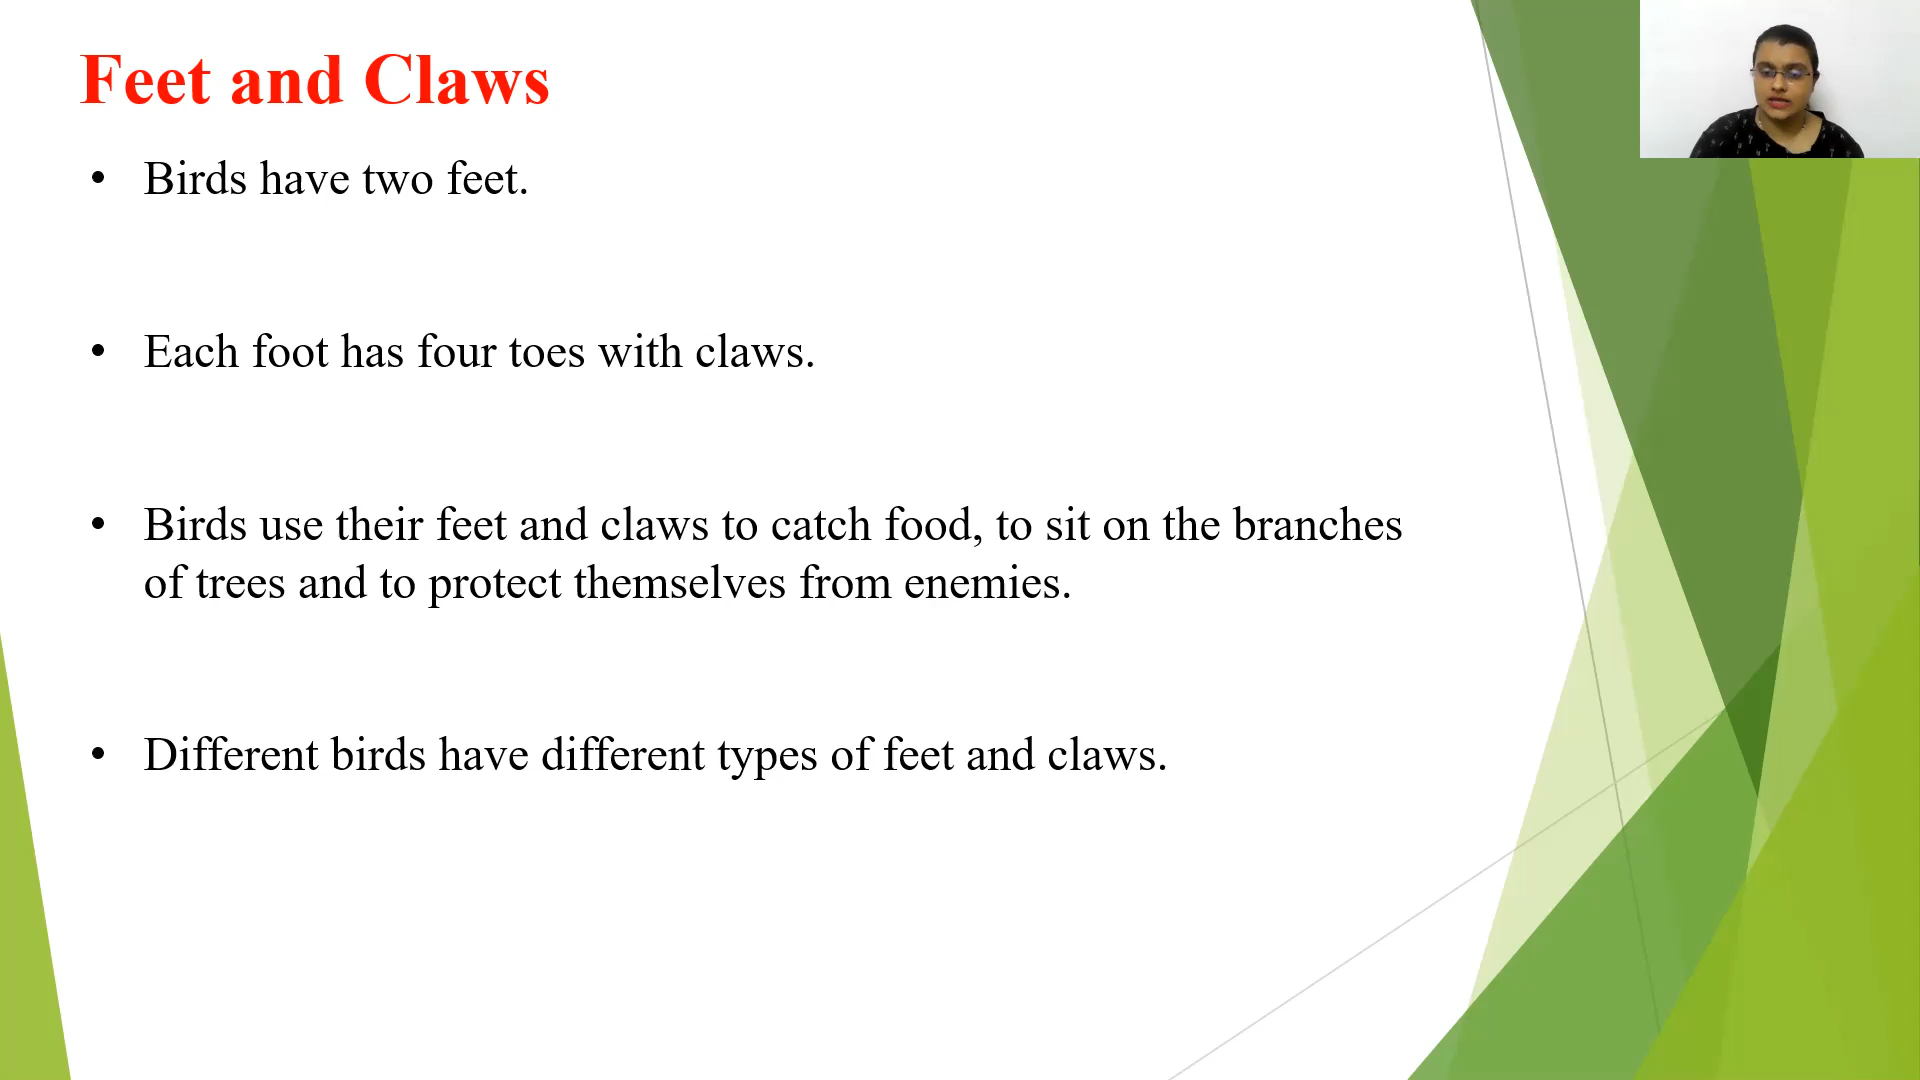 Feet and Claws
• Birds have two feet.
• Each foot has four toes with claws.
• Birds use their feet and claws to catch food, to sit on the branches
of trees and to protect themselves from enemies.
• Different birds have different types of feet and claws.